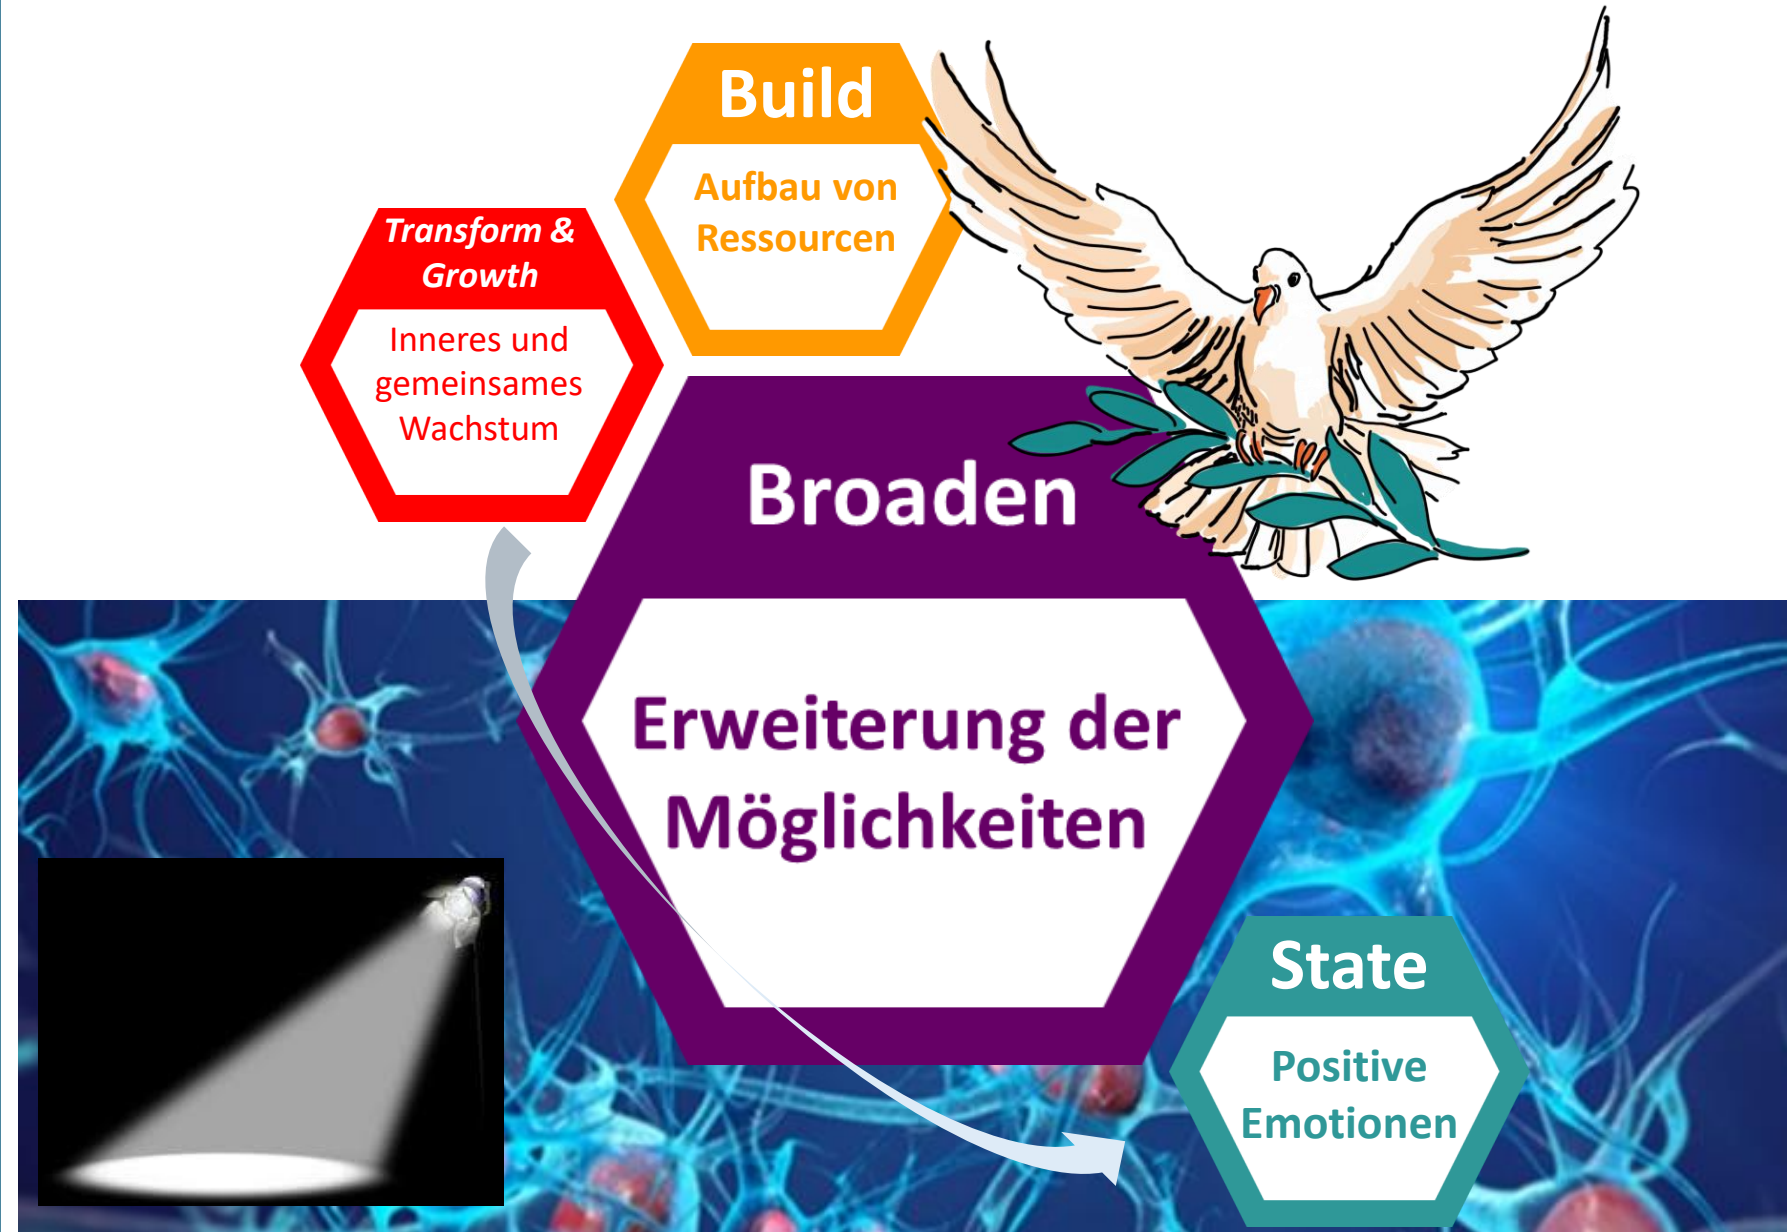 Build
Aufbau von
Ressourcen
Transform &
Growth
Inneres und
gemeinsames
Wachstum
Broaden
Erweiterung der
Möglichkeiten
State
Positive
Emotionen